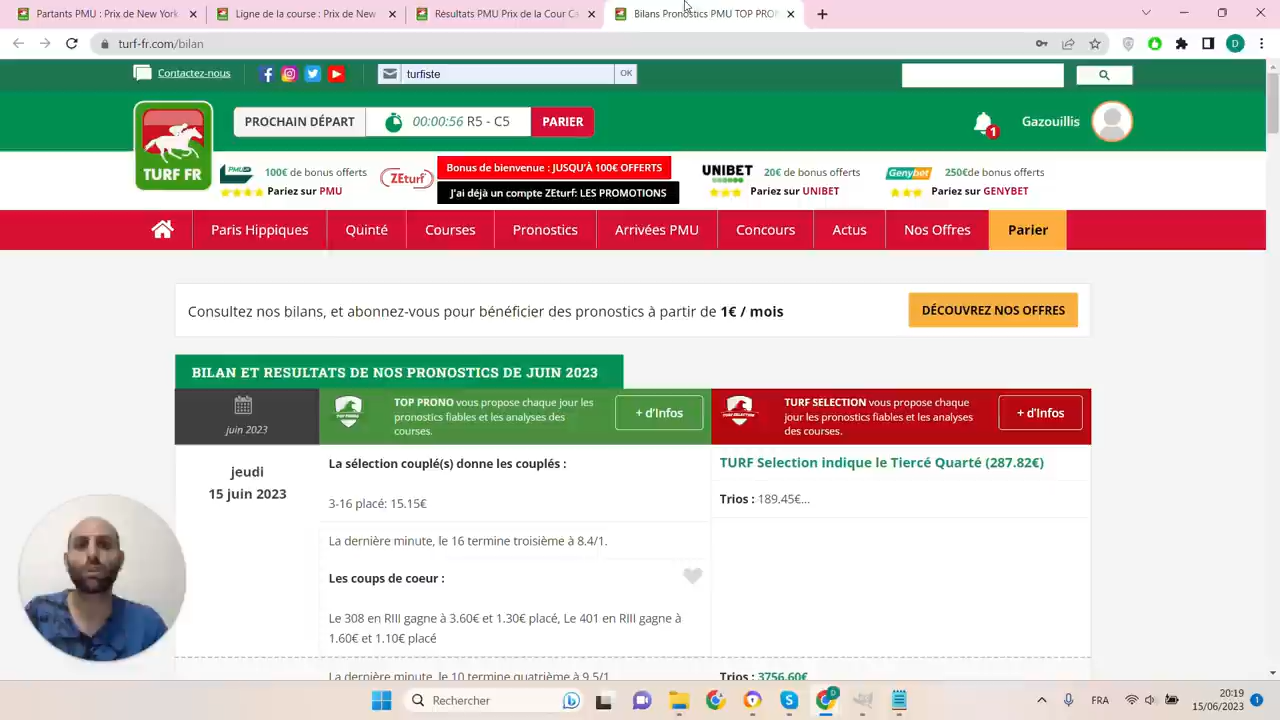 Partants PMU : Prix de New York
Ligne de la course : Prix de New
Résultats PMU Prix de la Cour Ca
Bilans Pronostics PMU TOP PRON
turf-fr.com/bilan
Contactez-nous
turfiste
OK
PROCHAIN DÉPART
00:00:56 R5 - C5
PARIER
1
Gazouillis
TURF FR
PMU
100€ de bonus offerts
Pariez sur PMU
ZEturf
Bonus de bienvenue : JUSQU'À 100€ OFFERTS
J'ai déjà un compte ZEturf: LES PROMOTIONS
UNIBET
20€ de bonus offerts
Pariez sur UNIBET
Genybet
250€de bonus offerts
Pariez sur GENYBET
Paris Hippiques
Quinté
Courses
Pronostics
Arrivées PMU
Concours
Actus
Nos Offres
Parier
Consultez nos bilans, et abonnez-vous pour bénéficier des pronostics à partir de 1€ / mois
DÉCOUVREZ NOS OFFRES
BILAN ET RESULTATS DE NOS PRONOSTICS DE JUIN 2023
juin 2023
TOP PRONO
TOP PRONO vous propose chaque jour les
pronostics fiables et les analyses des
courses.
+ d'Infos
TURF SELECTION
TURF SELECTION vous propose chaque
jour les pronostics fiables et les analyses
des courses.
+ d'Infos
jeudi
15 juin 2023
La sélection couplé(s) donne les couplés :
3-16 placé: 15.15€
La dernière minute, le 16 termine troisième à 8.4/1.
Les coups de coeur :
Le 308 en RIII gagne à 3.60€ et 1.30€ placé, Le 401 en RIII gagne à
1.60€ et 1.10€ placé
TURF Selection indique le Tiercé Quarté (287.82€)
Trios : 189.45€...
La dernière minute, le 10 termine quatrième à 9.5/1.
Trios : 3756.60€
Rechercher
FRA
20:19
15/06/2023
1